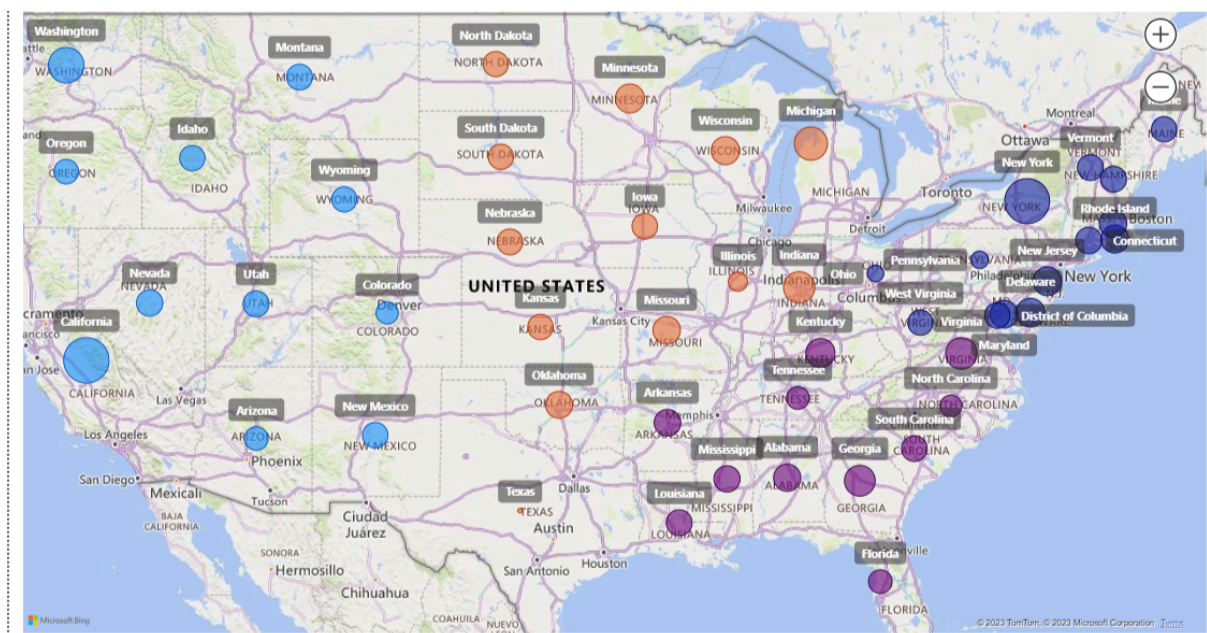 Washington
WASHINGTON
Montana
MONTANA
North Dakota
NORTH DAKOTA
Minnesota
MINNESOTA
Wisconsin
WISCONSIN
Michigan
MICHIGAN
Montreal
Ottawa
MAINE
Vermont
VERMONT
New York
NEW YORK
NEW HAMPSHIRE
Toronto
Rhode Island
Boston
Connecticut
Oregon
OREGON
Idaho
IDAHO
Wyoming
WYOMING
South Dakota
SOUTH DAKOTA
Nebraska
NEBRASKA
Iowa
IOWA
Milwaukee
Chicago
Detroit
Nevada
NEVADA
Utah
UTAH
Colorado
Denver
COLORADO
UNITED STATES
Kansas
KANSAS
Kansas City
Missouri
MISSOURI
Illinois
ILLINOIS
Indiana
Indianapolis
INDIANA
Ohio
Pennsylvania
New Jersey
New York
Delaware
West Virginia
District of Columbia
Virginia
VIRGINIA
Maryland
Kentucky
KENTUCKY
California
CALIFORNIA
Las Vegas
Los Angeles
San Diego
Mexicali
BAJA
CALIFORNIA
Arizona
ARIZONA
Phoenix
Tucson
New Mexico
NEW MEXICO
Oklahoma
OKLAHOMA
Arkansas
ARKANSAS
Memphis
Tennessee
TENNESSEE
North Carolina
NORTH CAROLINA
South Carolina
SOUTH
CAROLINA
Mississippi
MISSISSIPPI
Alabama
ALABAMA
Georgia
GEORGIA
Louisiana
LOUISIANA
Texas
TEXAS
Dallas
Austin
San Antonio
Houston
Ciudad
Juárez
SONORA
Hermosillo
Chihuahua
COAHUILA
NUEVO
Florida
FLORIDA
Microsoft Bing
© 2023 TomTom, © 2023 Microsoft Corporation Terms